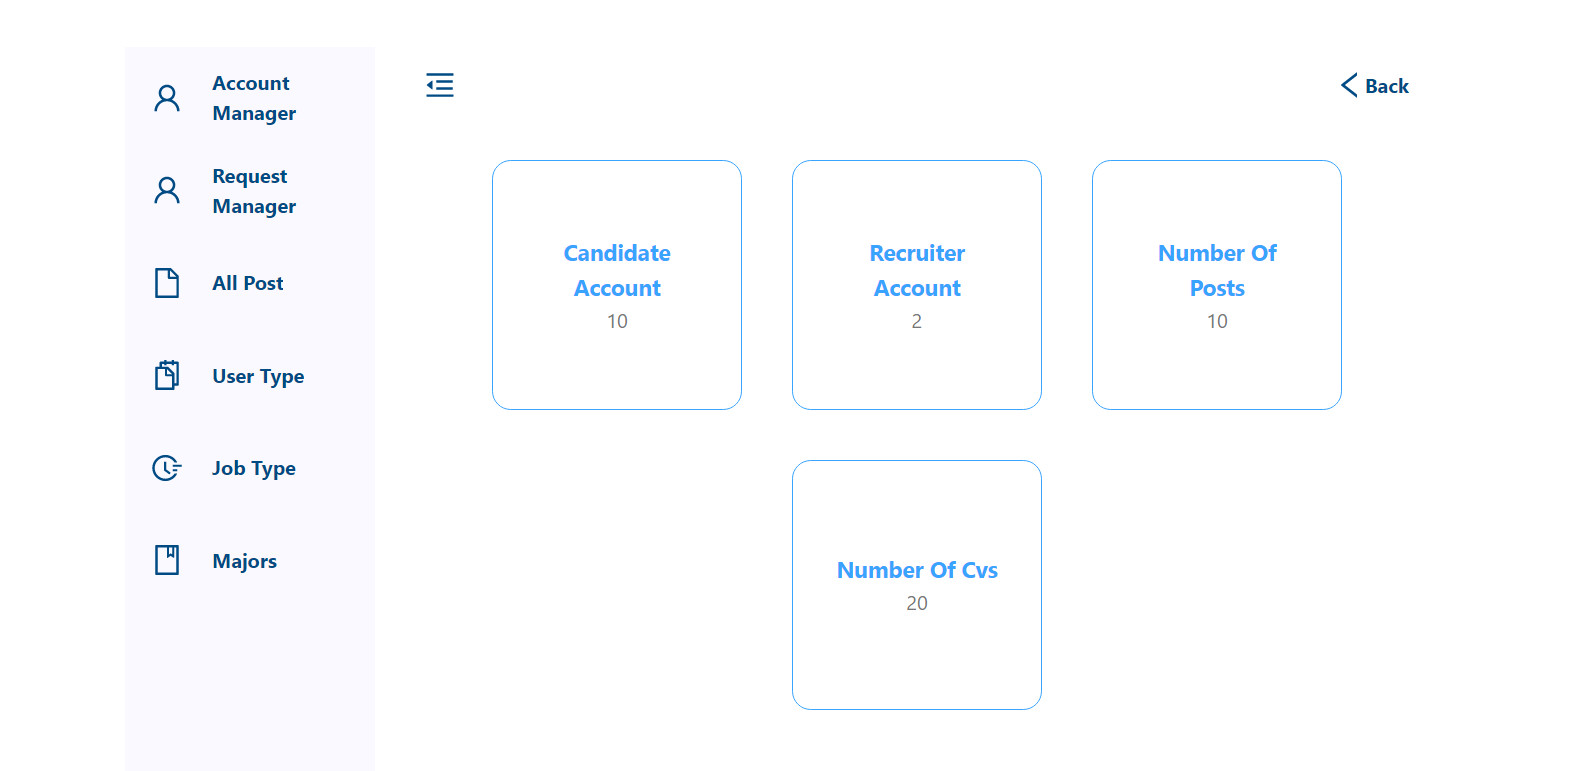 Account
Manager
Request
Manager
All Post
User Type
Job Type
Majors
Back
Candidate
Account
10
Recruiter
Account
2
Number Of
Posts
10
Number Of Cvs
20